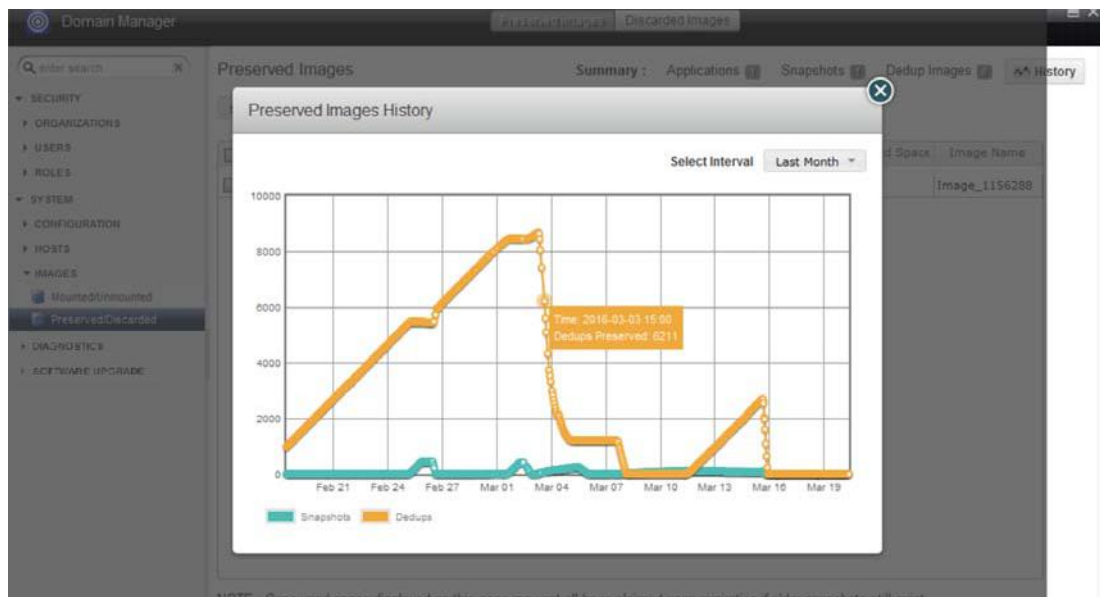 Domain Manager
Preserved Images Discarded Images
enter search
Preserved Images
Summary : Applications Snapshots Dedup Images History
SECURITY
ORGANIZATIONS
USERS
ROLES
SYSTEM
CONFIGURATION
HOSTS
IMAGES
Mounted/Unmounted
Preserved/Discarded
DIAGNOSTICS
SOFTWARE UPGRADE
Image Name
Image_1156288
Preserved Images History
Select Interval Last Month
10000
8000
6000
4000
2000
0
Time: 2016-03-03 15:00
Dedups Preserved: 6211
Feb 21 Feb 24 Feb 27 Mar 01 Mar 04 Mar 07 Mar 10 Mar 13 Mar 16 Mar 19
Snapshots Dedups